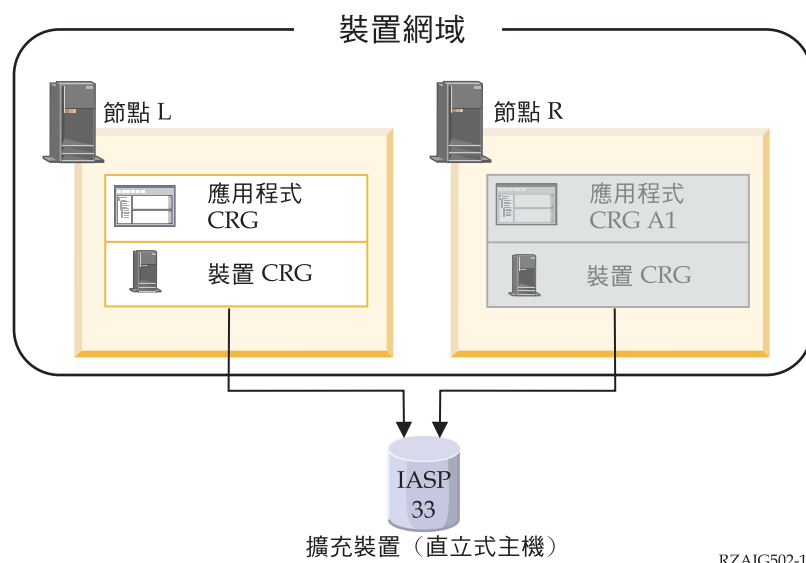 裝置網域
節點 L
節點 R
應用程式
CRG
裝置 CRG
應用程式
CRG A1
裝置 CRG
IASP
33
擴充裝置（直立式主機）
RZAIG502-1